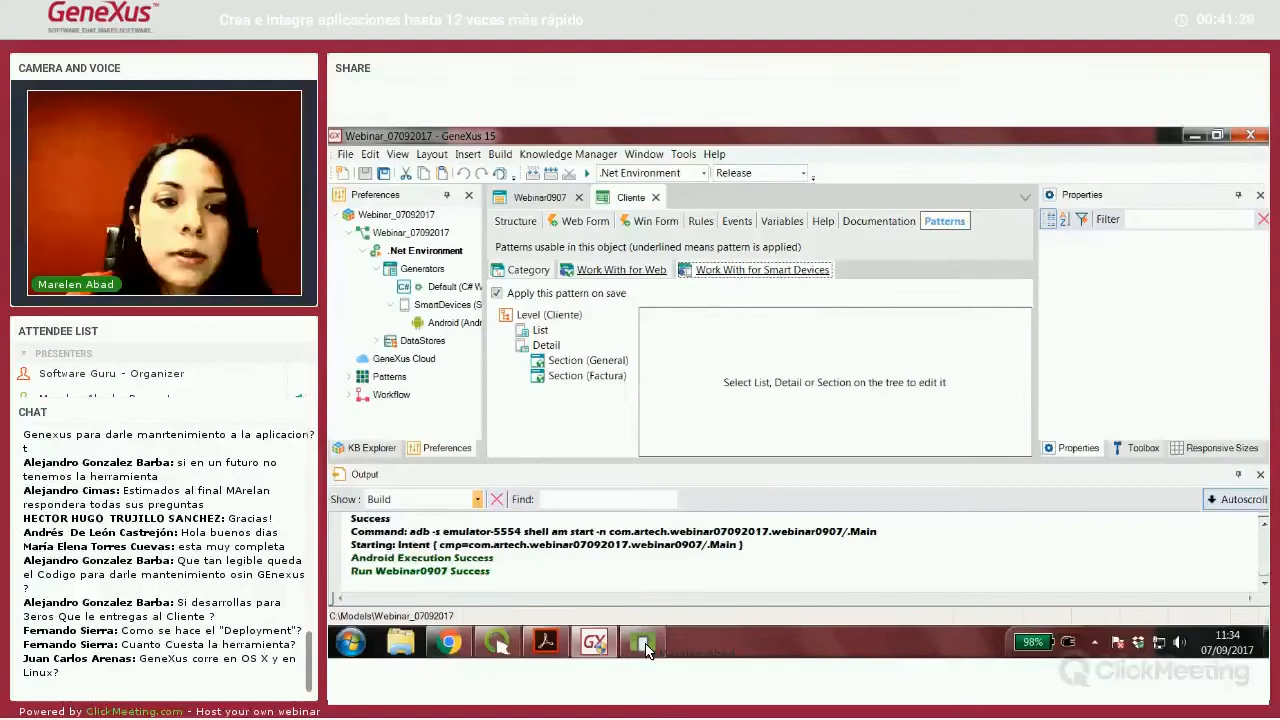 GeneXus™
SOFTWARE THAT MAKES SOFTWARE
Crea e integra aplicaciones hasta 12 veces más rápido
00:41:29
CAMERA AND VOICE
Marelen Abad
ATTENDEE LIST
PRESENTERS
Software Guru - Organizer
CHAT
Genexus para darle manrtenimiento a la aplicacion?
t
Alejandro Gonzalez Barba: si en un futuro no
tenemos la herramienta
Alejandro Cimas: Estimados al final MArelan
respondera todas sus preguntas
HECTOR HUGO TRUJILLO SANCHEZ: Gracias!
Andrés De León Castrejón: Hola buenos dias
María Elena Torres Cuevas: esta muy completa
Alejandro Gonzalez Barba: Que tan legible queda
el Codigo para darle mantenimiento osin GEnexus
?
Alejandro Gonzalez Barba: Si desarrollas para
3eros Que le entregas al Cliente ?
Fernando Sierra: Como se hace el "Deployment"?
Fernando Sierra: Cuanto Cuesta la herramienta?
Juan Carlos Arenas: GeneXus corre en OS X y en
Linux?
Powered by ClickMeeting.com - Host your own webinar
SHARE
GX Webinar_07092017 - GeneXus 15
File Edit View Layout Insert Build Knowledge Manager Window Tools Help
.Net Environment Release
Preferences
Webinar_07092017
Webinar_07092017
.Net Environment
Generators
C# Default (C# W
SmartDevices (S
Android (Andr
DataStores
GeneXus Cloud
Patterns
Workflow
KB Explorer Preferences
Webinar0907 Cliente
Structure Web Form Win Form Rules Events Variables Help Documentation Patterns
Patterns usable in this object (underlined means pattern is applied)
Category Work With for Web Work With for Smart Devices
Apply this pattern on save
Level (Cliente)
List
Detail
Section (General)
Section (Factura)
Select List, Detail or Section on the tree to edit it
Properties
Filter
Properties Toolbox Responsive Sizes
Output
Show: Build Find: Autoscroll
Success
Command: adb -s emulator-5554 shell am start -n com.artech.webinar07092017.webinar0907/.Main
Starting: Intent { cmp=com.artech.webinar07092017.webinar0907/.Main }
Android Execution Success
Run Webinar0907 Success
C:\Models\Webinar_07092017
GX
98%
11:34
07/09/2017
Marelen Abad
ClickMeeting